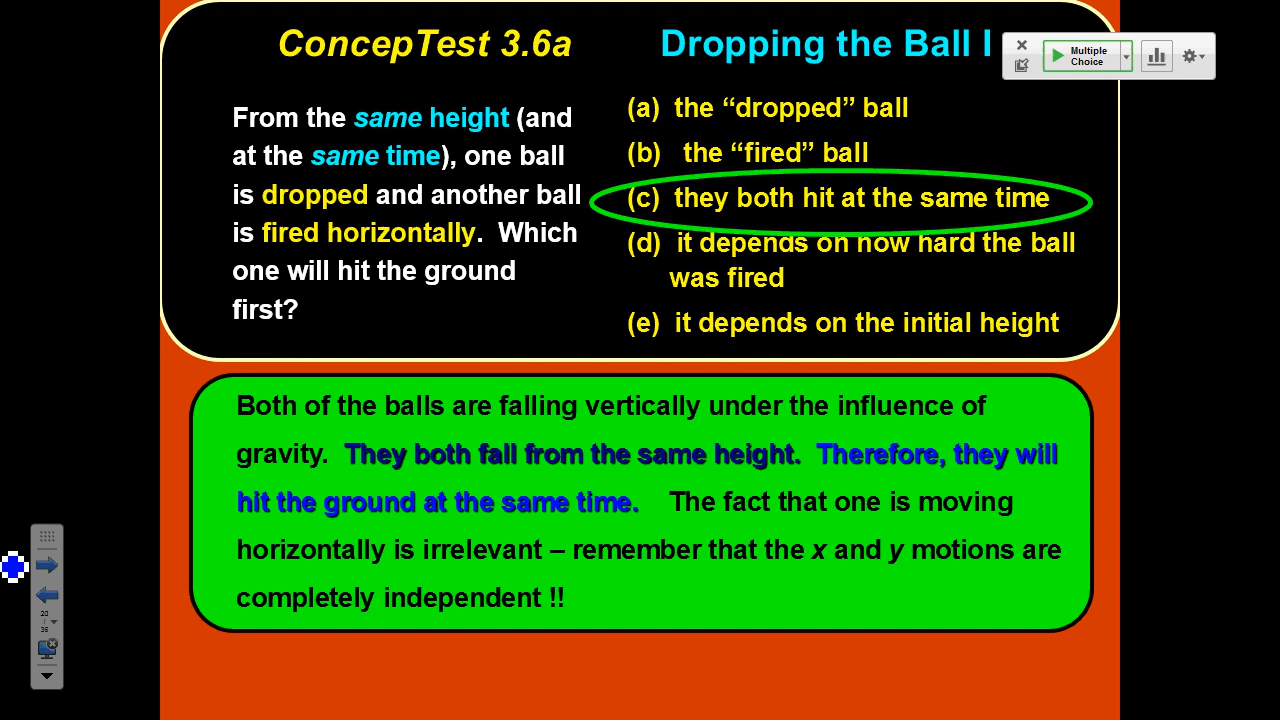 ConcepTest 3.6a
Dropping the Ball I
Multiple
Choice
From the same height (and
at the same time), one ball
is dropped and another ball
is fired horizontally. Which
one will hit the ground
first?
(a) the “dropped” ball
(b) the “fired” ball
(c) they both hit at the same time
(d) it depends on how hard the ball
was fired
(e) it depends on the initial height
Both of the balls are falling vertically under the influence of
gravity. They both fall from the same height. Therefore, they will
hit the ground at the same time. The fact that one is moving
horizontally is irrelevant – remember that the x and y motions are
completely independent !!